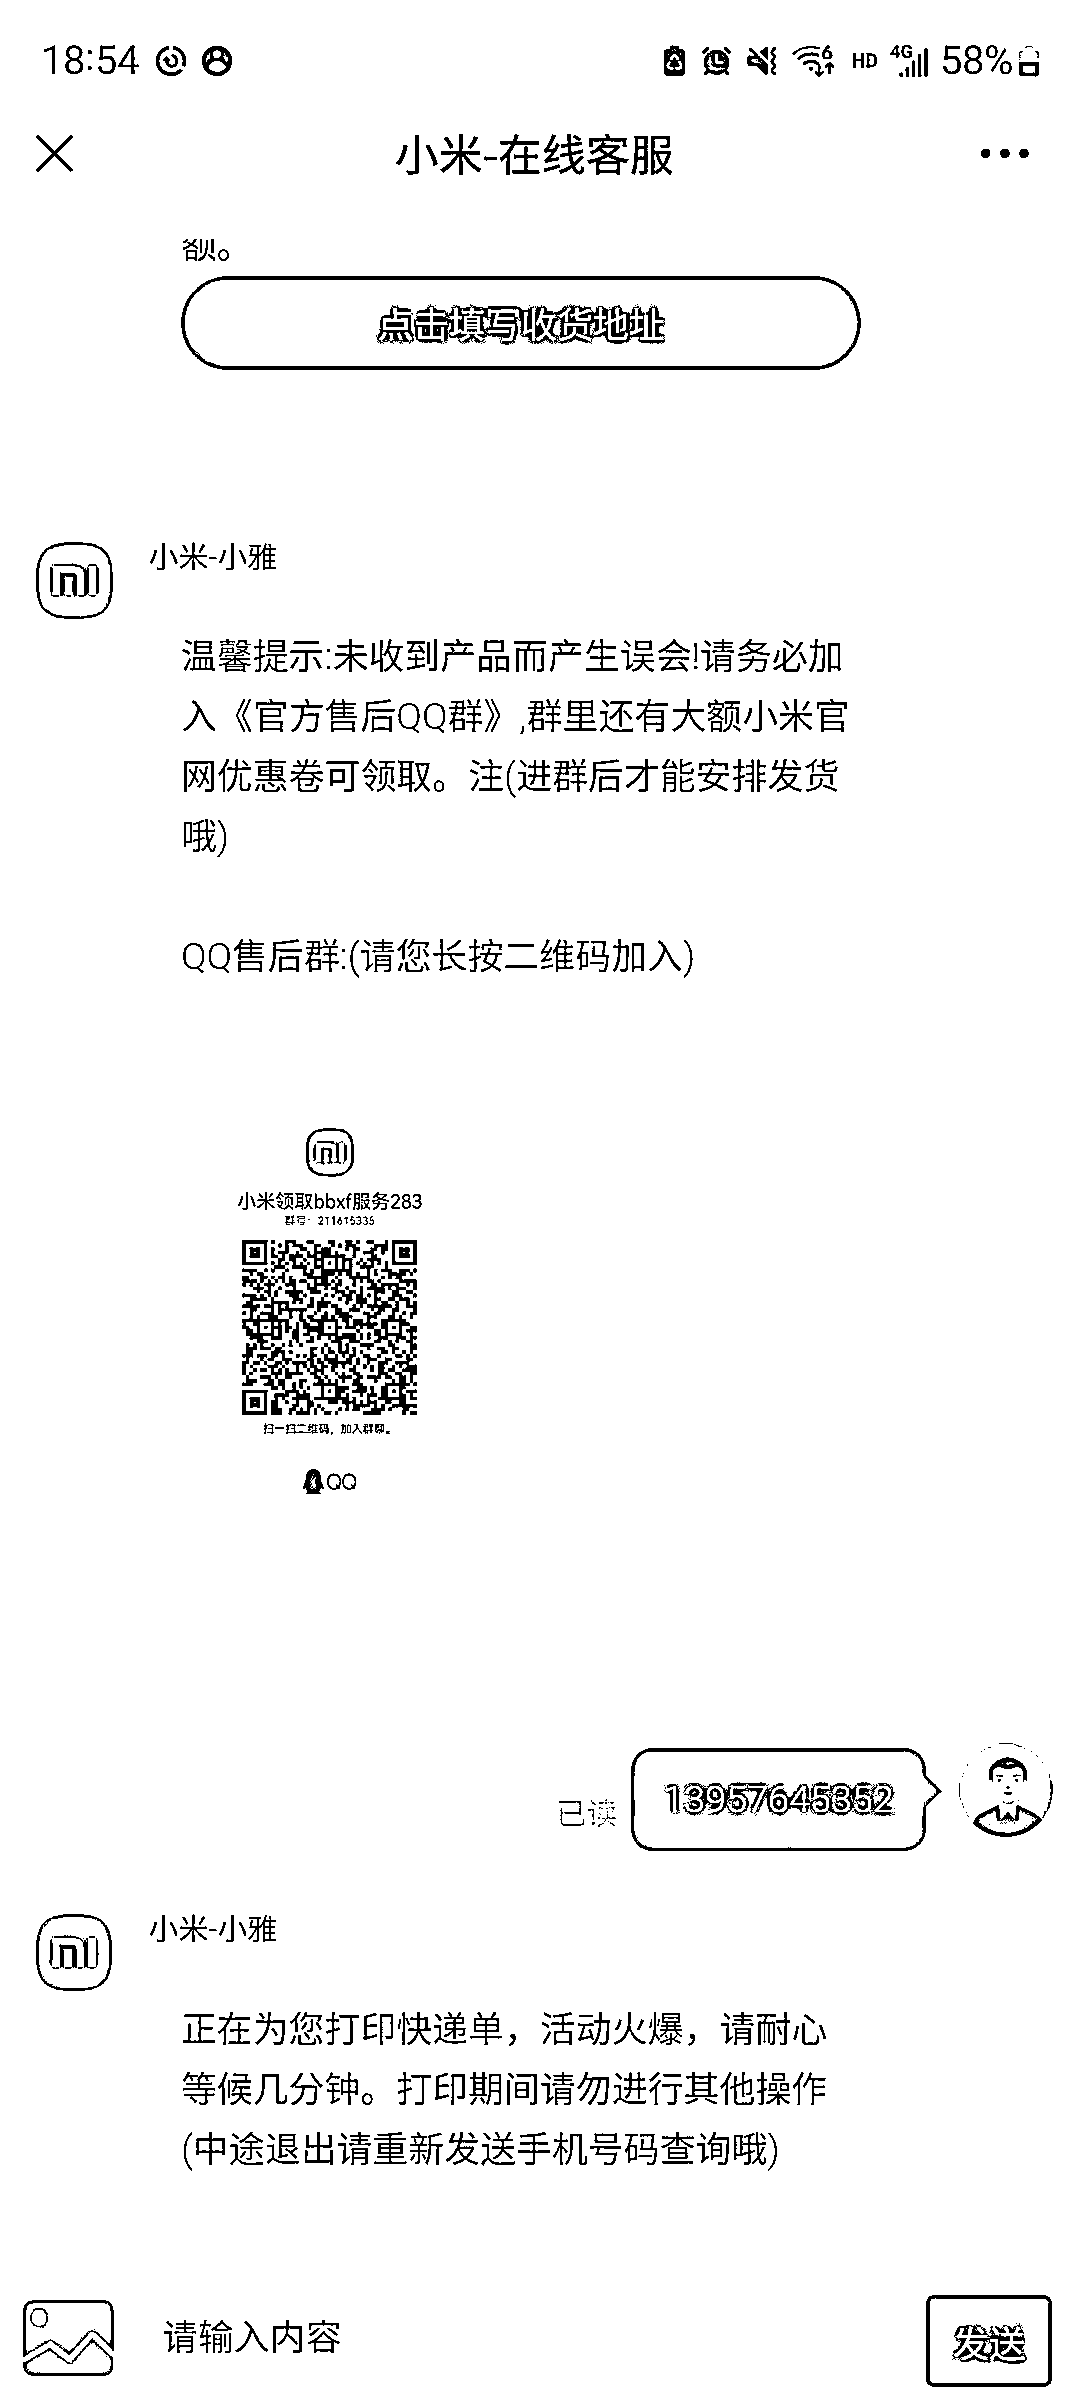 18:54 HD 4G 58%
小米-在线客服
额。
点击填写收货地址
小米-小雅
温馨提示:未收到产品而产生误会!请务必加
入《官方售后QQ群》,群里还有大额小米官
网优惠卷可领取。注(进群后才能安排发货
哦)
QQ售后群:(请您长按二维码加入)
小米领取bbxf服务283
群号: 211615335
扫一扫二维码，加入群聊。
QQ
已读 13957645352
小米-小雅
正在为您打印快递单，活动火爆，请耐心
等候几分钟。打印期间请勿进行其他操作
(中途退出请重新发送手机号码查询哦)
请输入内容 发送